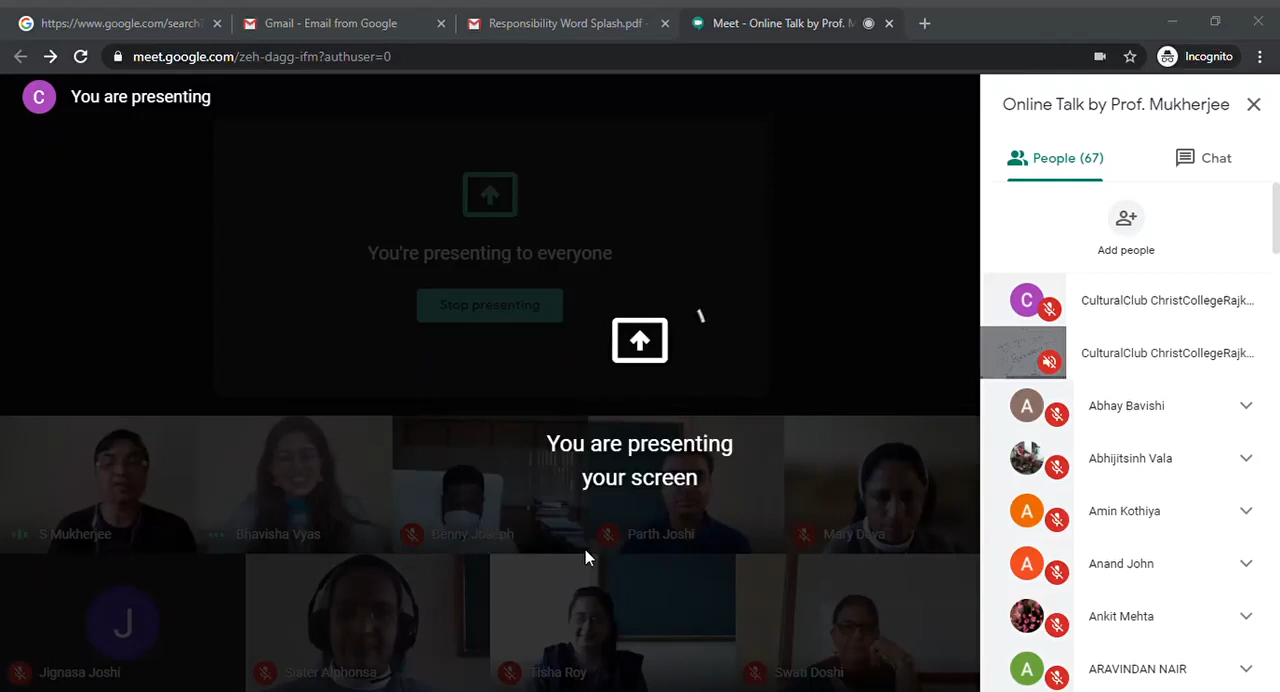 https://www.google.com/search?
Gmail - Email from Google
Responsibility Word Splash.pdf -
Meet - Online Talk by Prof. M
meet.google.com/zeh-dagg-ifm?authuser=0
Incognito
C
You are presenting
You're presenting to everyone
Stop presenting
You are presenting
your screen
S Mukherjee
Bhavisha Vyas
Benny Joseph
Parth Joshi
Mary Deva
J
Jignasa Joshi
Sister Alphonsa
Tisha Roy
Swati Doshi
Online Talk by Prof. Mukherjee
People (67)
Chat
Add people
C
CulturalClub ChristCollegeRajk...
CulturalClub ChristCollegeRajk...
A
Abhay Bavishi
Abhijitsinh Vala
A
Amin Kothiya
A
Anand John
Ankit Mehta
A
ARAVINDAN NAIR